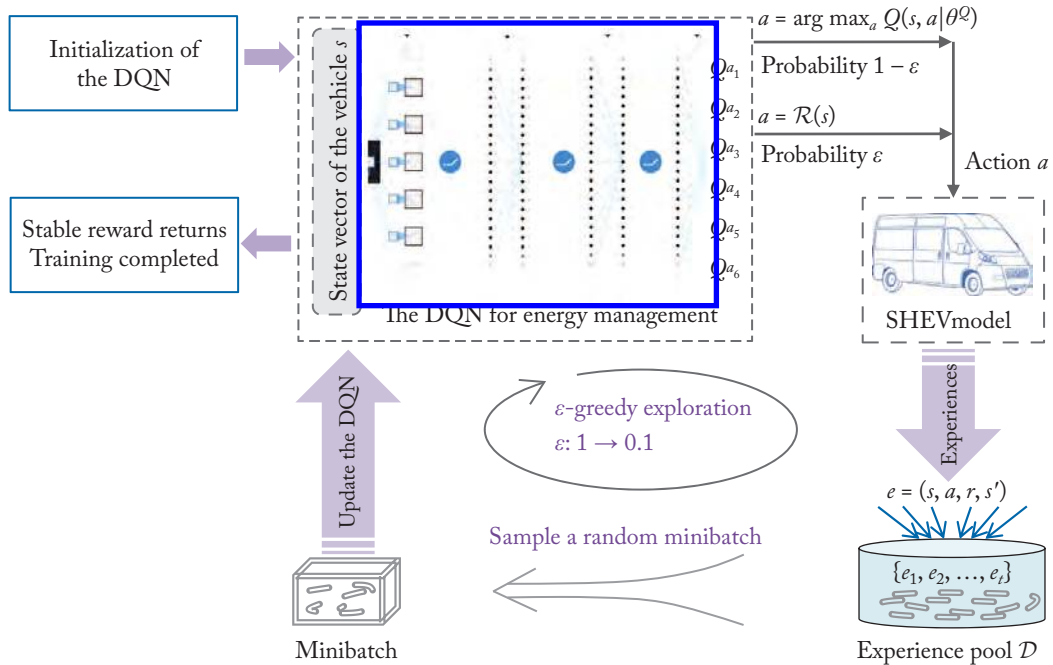 Initialization of
the DQN
Stable reward returns
Training completed
State vector of the vehicle s
Qa1
Qa2
Qa3
Qa4
Qa5
Qa6
The DQN for energy management
a = arg maxₐ Q(s, a|θ^Q)
Probability 1 − ε
a = ℛ(s)
Probability ε
Action a
SHEVmodel
Experiences
e = (s, a, r, s′)
{e₁, e₂, …, eₜ}
Experience pool 𝒟
ε-greedy exploration
ε: 1 → 0.1
Sample a random minibatch
Update the DQN
Minibatch